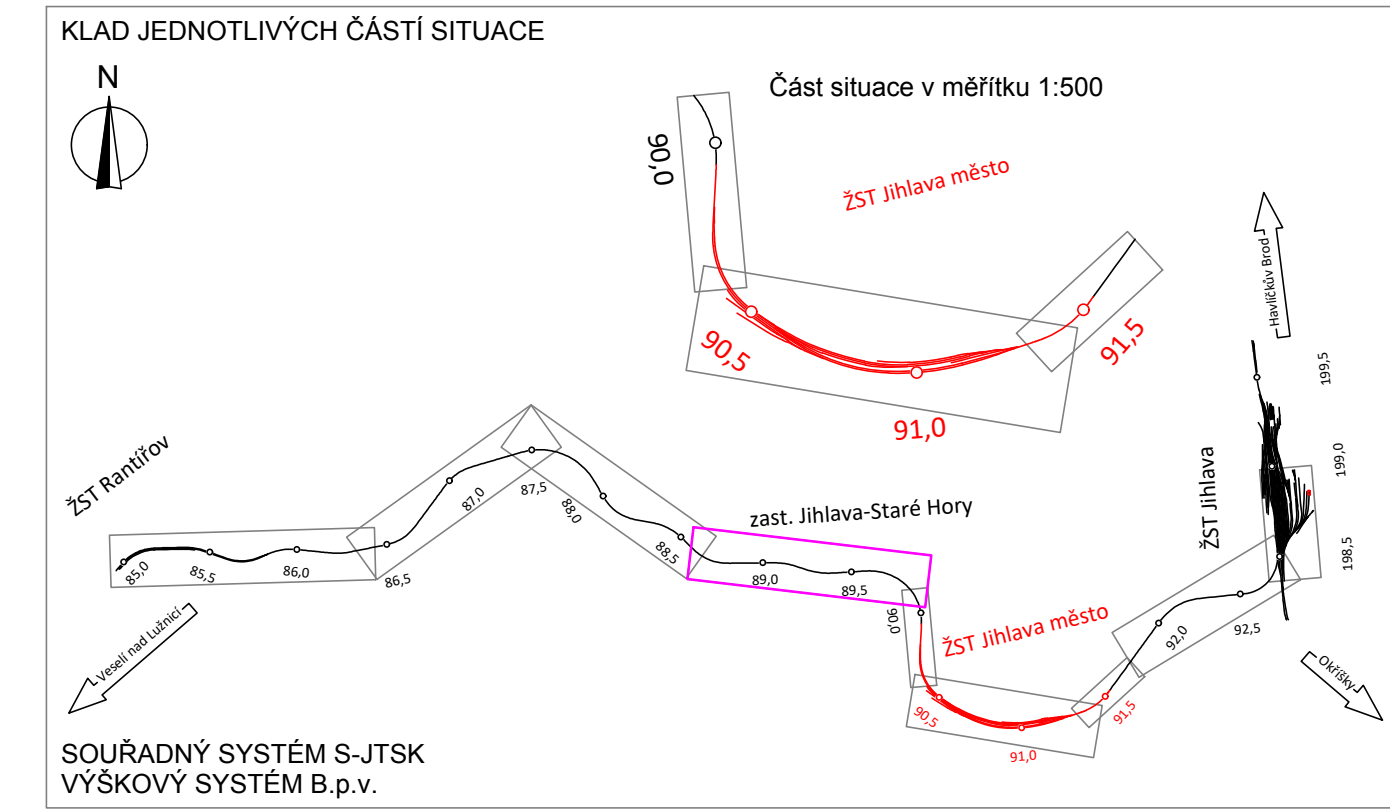 KLAD JEDNOTLIVÝCH ČÁSTÍ SITUACE
N
Část situace v měřítku 1:500
90,0
ŽST Jihlava město
90,5
91,0
91,5
Havlíčkův Brod
199,5
199,0
198,5
ŽST Jihlava
ŽST Rantířov
85,0
85,5
86,0
86,5
87,0
87,5
88,0
88,5
zast. Jihlava-Staré Hory
89,0
89,5
90,0
ŽST Jihlava město
90,5
91,0
91,5
92,0
92,5
Veselí nad Lužnicí
Okříšky
SOUŘADNÝ SYSTÉM S-JTSK
VÝŠKOVÝ SYSTÉM B.p.v.